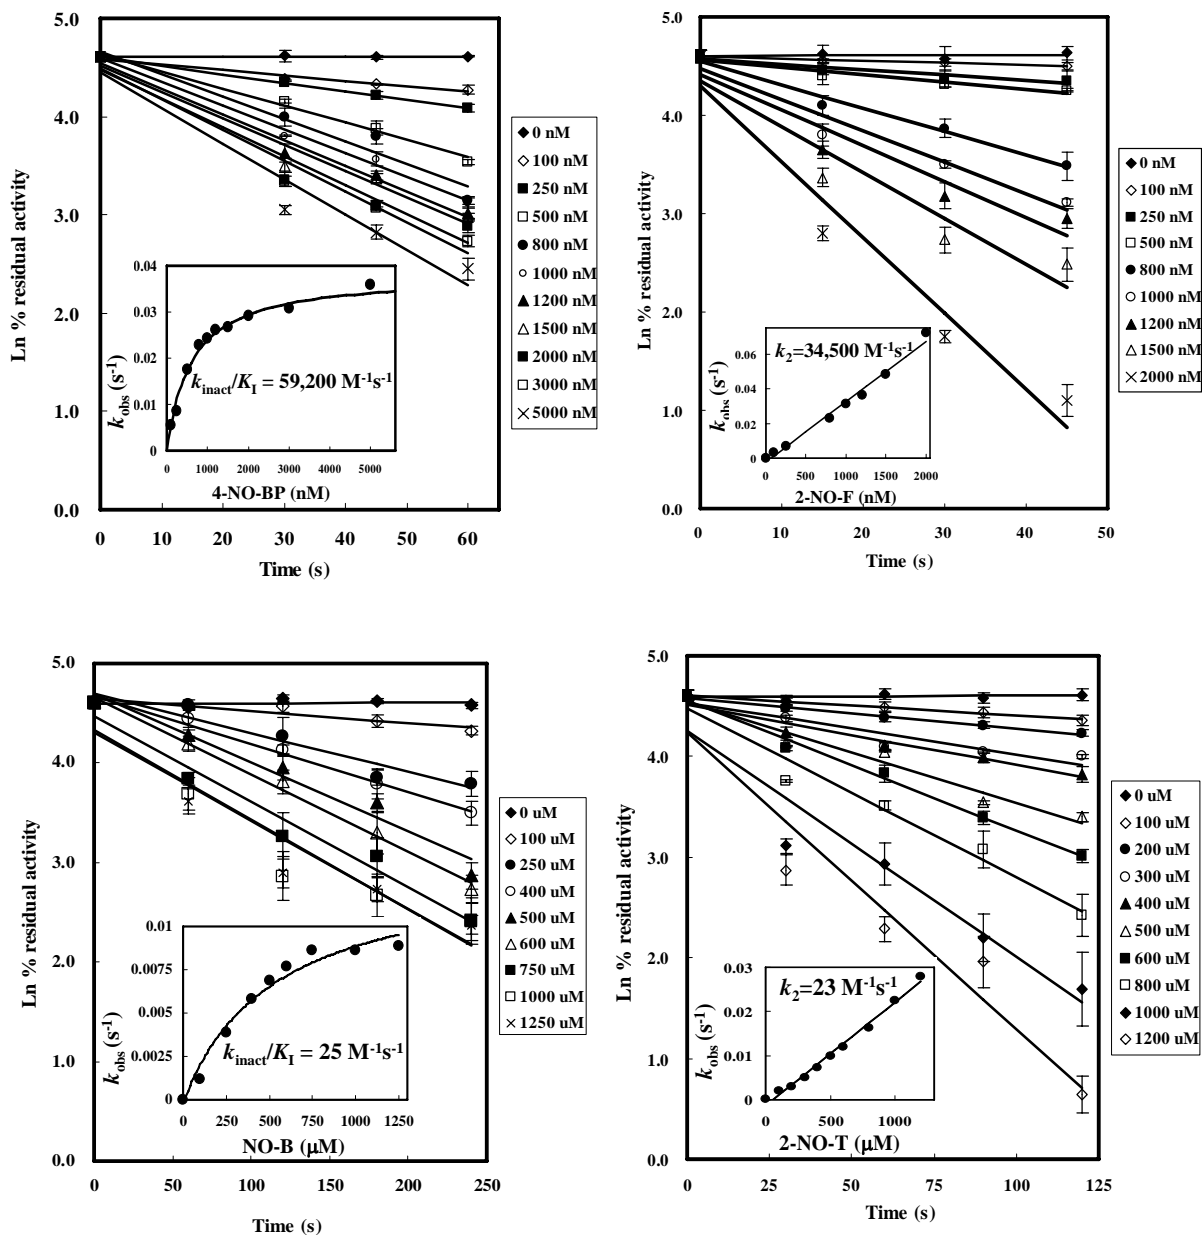 5.0
4.0
3.0
2.0
1.0
0.0
Ln % residual activity
0 10 20 30 40 50 60
Time (s)
0 nM
100 nM
250 nM
500 nM
800 nM
1000 nM
1200 nM
1500 nM
2000 nM
3000 nM
5000 nM
0.04
0.03
0.02
0.01
0
k_obs (s⁻¹)
k_inact/K_I = 59,200 M⁻¹s⁻¹
0 1000 2000 3000 4000 5000
4-NO-BP (nM)
5.0
4.0
3.0
2.0
1.0
0.0
Ln % residual activity
0 10 20 30 40 50
Time (s)
0 nM
100 nM
250 nM
500 nM
800 nM
1000 nM
1200 nM
1500 nM
2000 nM
0.06
0.04
0.02
0
k_obs (s⁻¹)
k₂=34,500 M⁻¹s⁻¹
0 500 1000 1500 2000
2-NO-F (nM)
5.0
4.0
3.0
2.0
1.0
0.0
Ln % residual activity
0 50 100 150 200 250
Time (s)
0 uM
100 uM
250 uM
400 uM
500 uM
600 uM
750 uM
1000 uM
1250 uM
0.01
0.0075
0.005
0.0025
0
k_obs (s⁻¹)
k_inact/K_I = 25 M⁻¹s⁻¹
0 250 500 750 1000 1250
NO-B (μM)
5.0
4.0
3.0
2.0
1.0
0.0
Ln % residual activity
0 25 50 75 100 125
Time (s)
0 uM
100 uM
200 uM
300 uM
400 uM
500 uM
600 uM
800 uM
1000 uM
1200 uM
0.03
0.02
0.01
0
k_obs (s⁻¹)
k₂=23 M⁻¹s⁻¹
0 500 1000
2-NO-T (μM)